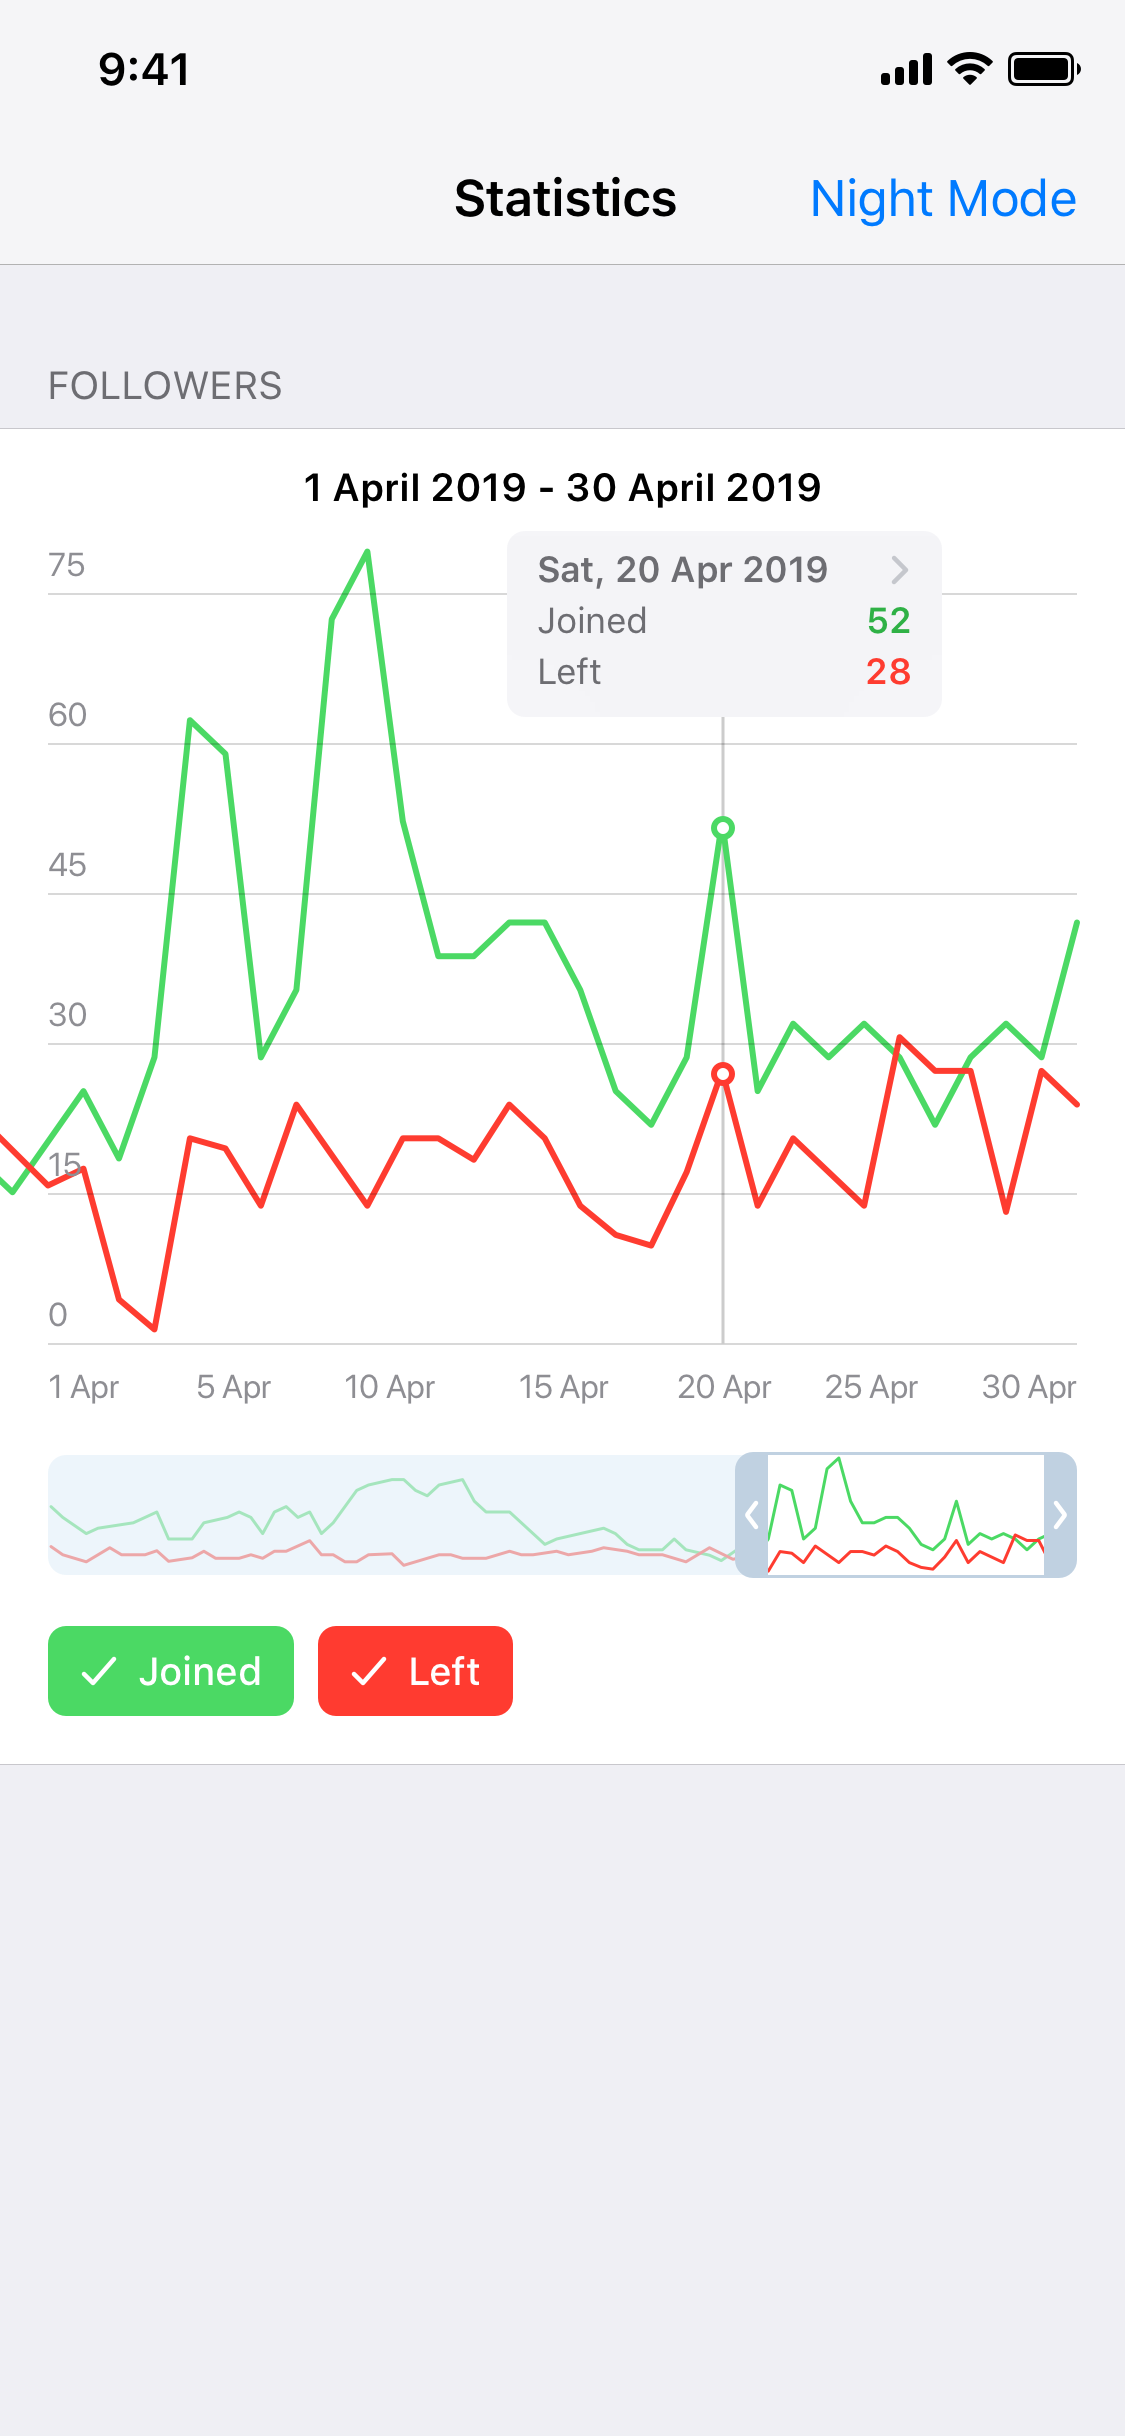 9:41
Statistics
Night Mode
FOLLOWERS
1 April 2019 - 30 April 2019
75
Sat, 20 Apr 2019
Joined 52
Left 28
60
45
30
15
0
1 Apr 5 Apr 10 Apr 15 Apr 20 Apr 25 Apr 30 Apr
Joined Left